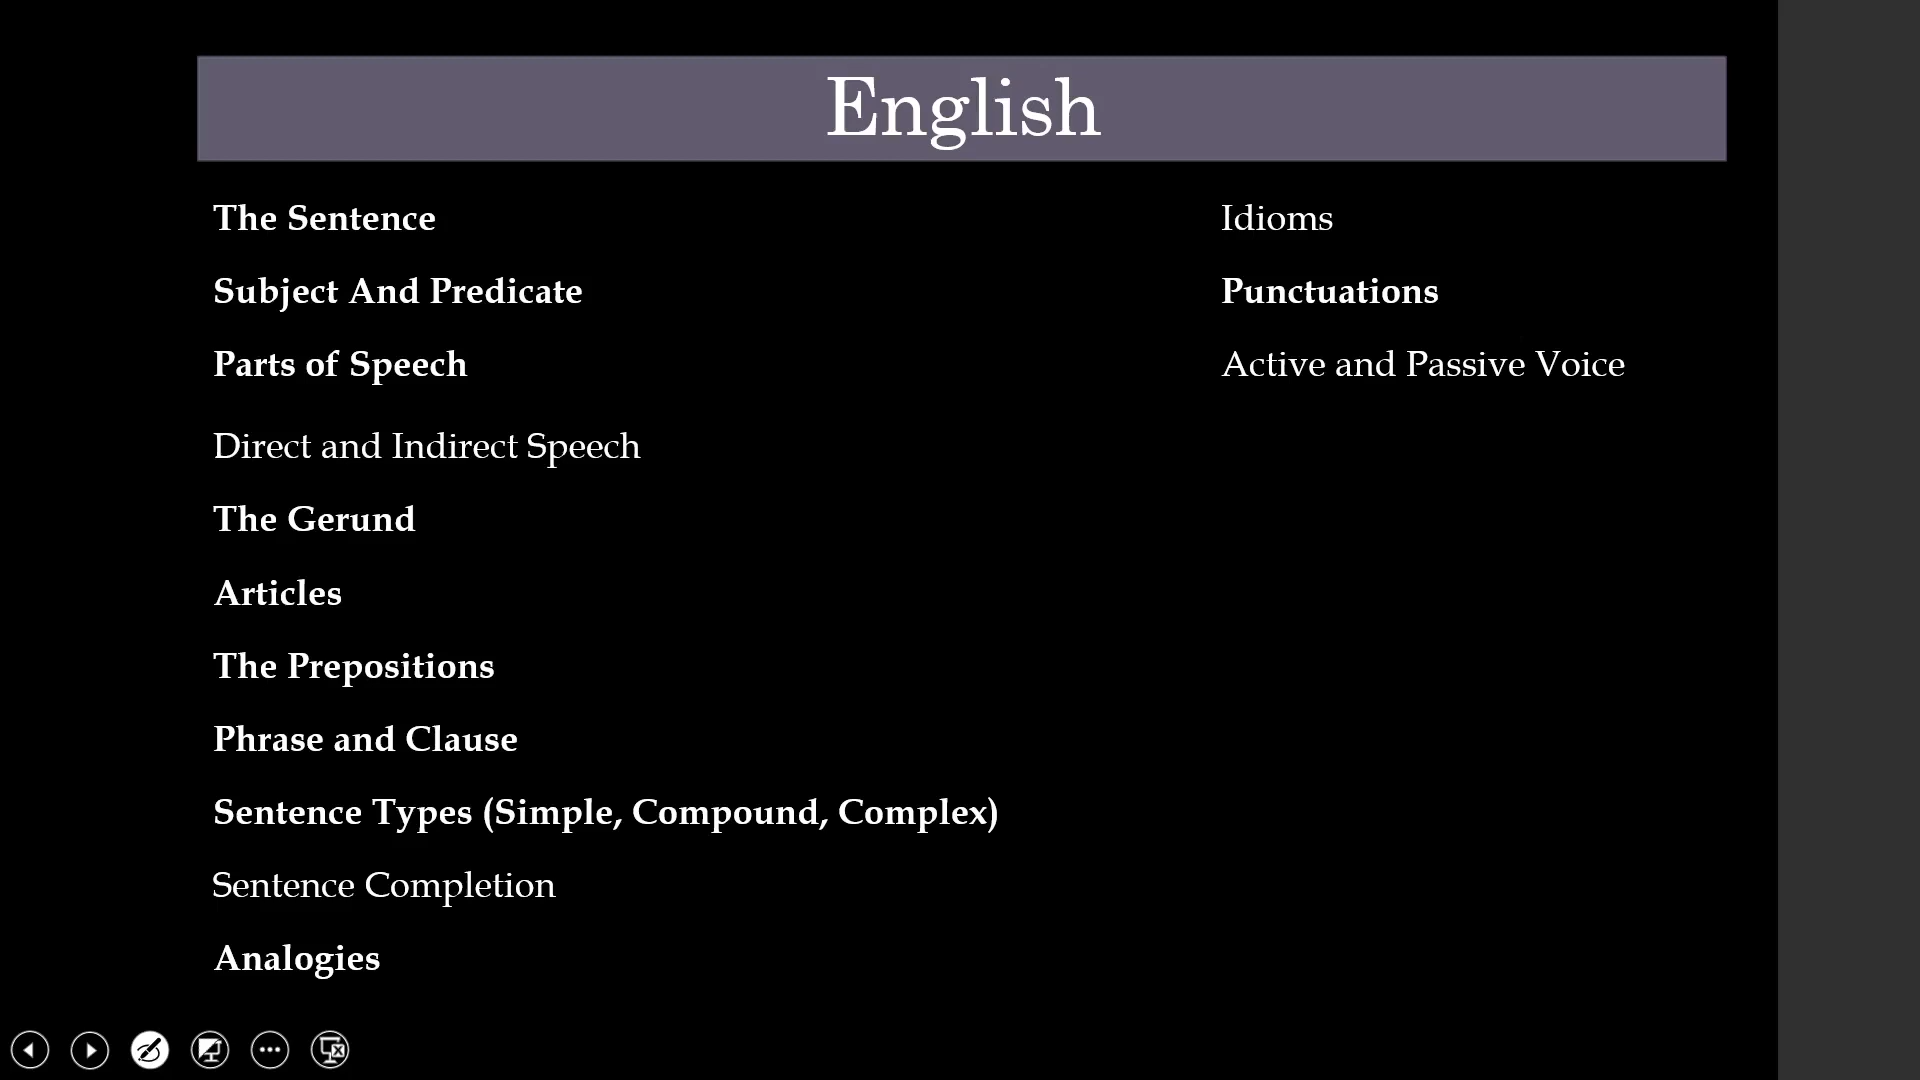 English
The Sentence
Subject And Predicate
Parts of Speech
Direct and Indirect Speech
The Gerund
Articles
The Prepositions
Phrase and Clause
Sentence Types (Simple, Compound, Complex)
Sentence Completion
Analogies
Idioms
Punctuations
Active and Passive Voice